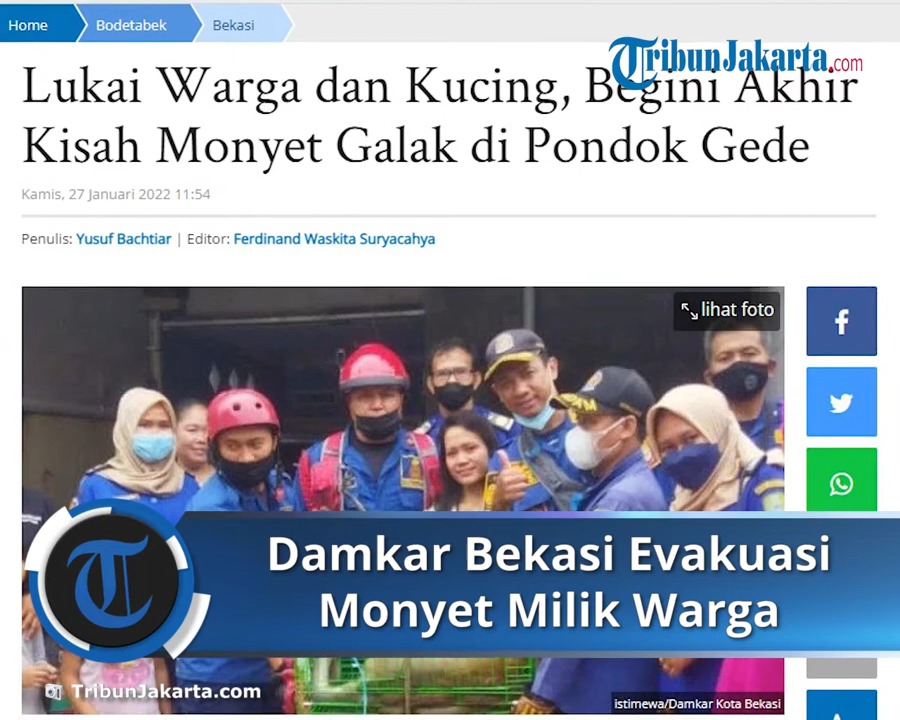 Home Bodetabek Bekasi
TribunJakarta.com
Lukai Warga dan Kucing, Begini Akhir
Kisah Monyet Galak di Pondok Gede
Kamis, 27 Januari 2022 11:54
Penulis: Yusuf Bachtiar | Editor: Ferdinand Waskita Suryacahya
lihat foto
Damkar Bekasi Evakuasi
Monyet Milik Warga
TribunJakarta.com
istimewa/Damkar Kota Bekasi